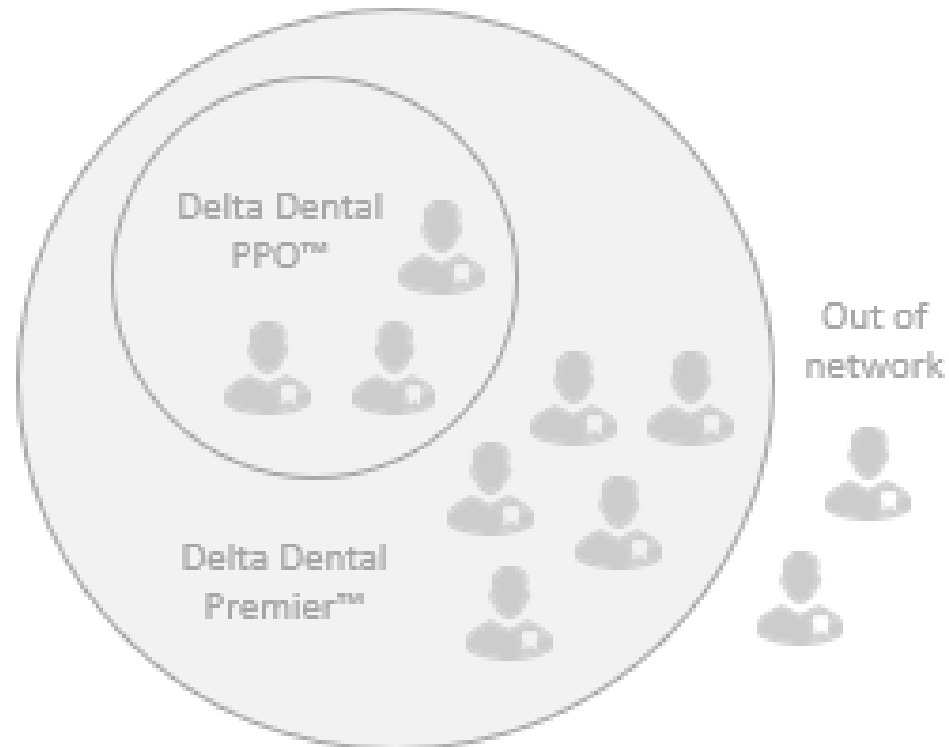 Delta Dental
PPO™
Out of
network
Delta Dental
Premier™